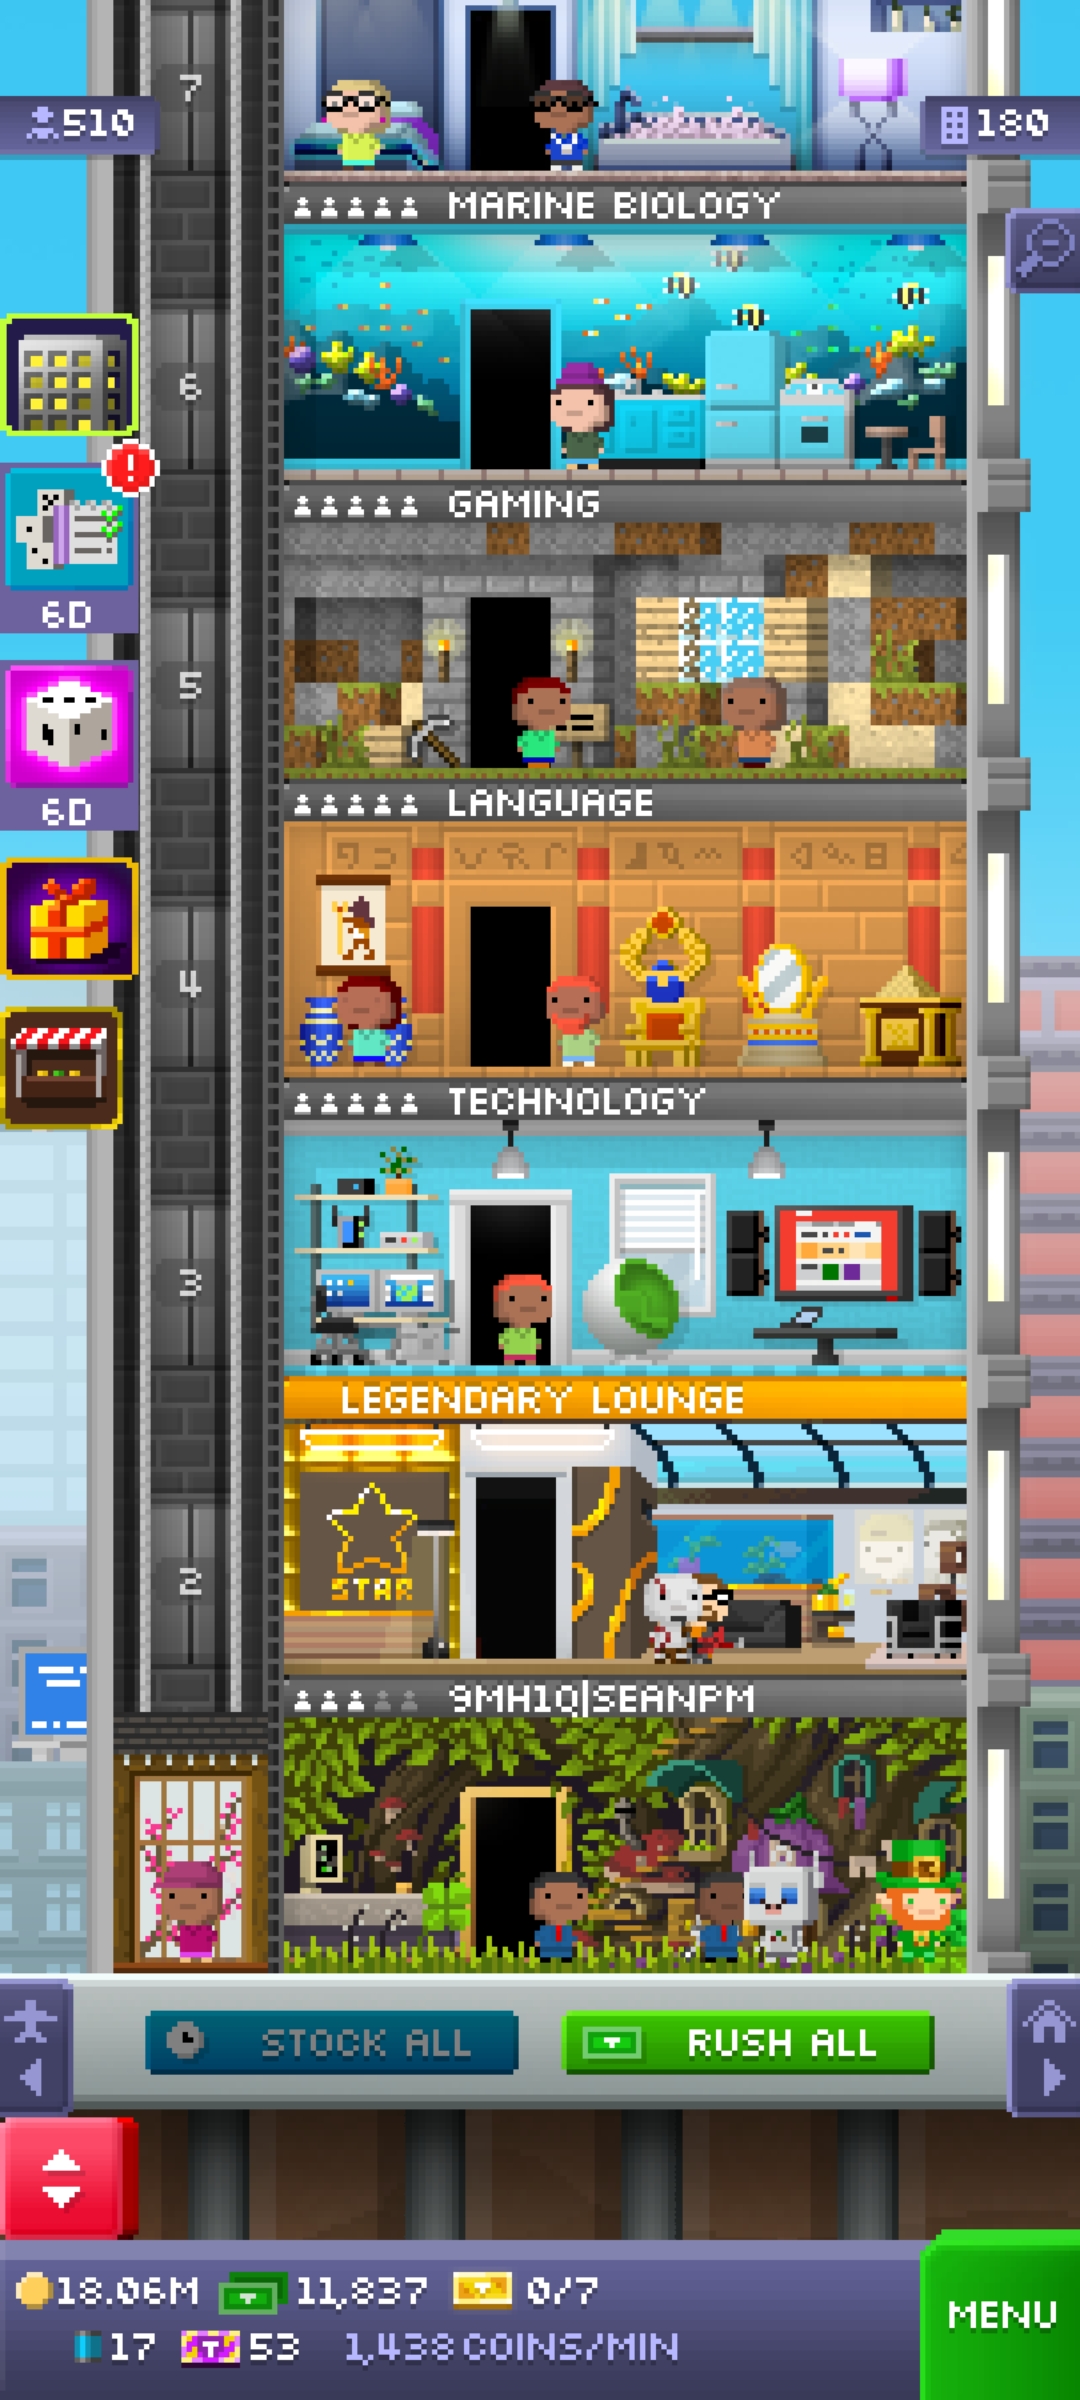 7
510
180
MARINE BIOLOGY
6
GAMING
6D
5
6D
LANGUAGE
4
TECHNOLOGY
3
LEGENDARY LOUNGE
STAR
2
9MH1Q|SEANPM
STOCK ALL
RUSH ALL
18.06M
11,837
0/7
MENU
17
53
1,438 COINS/MIN